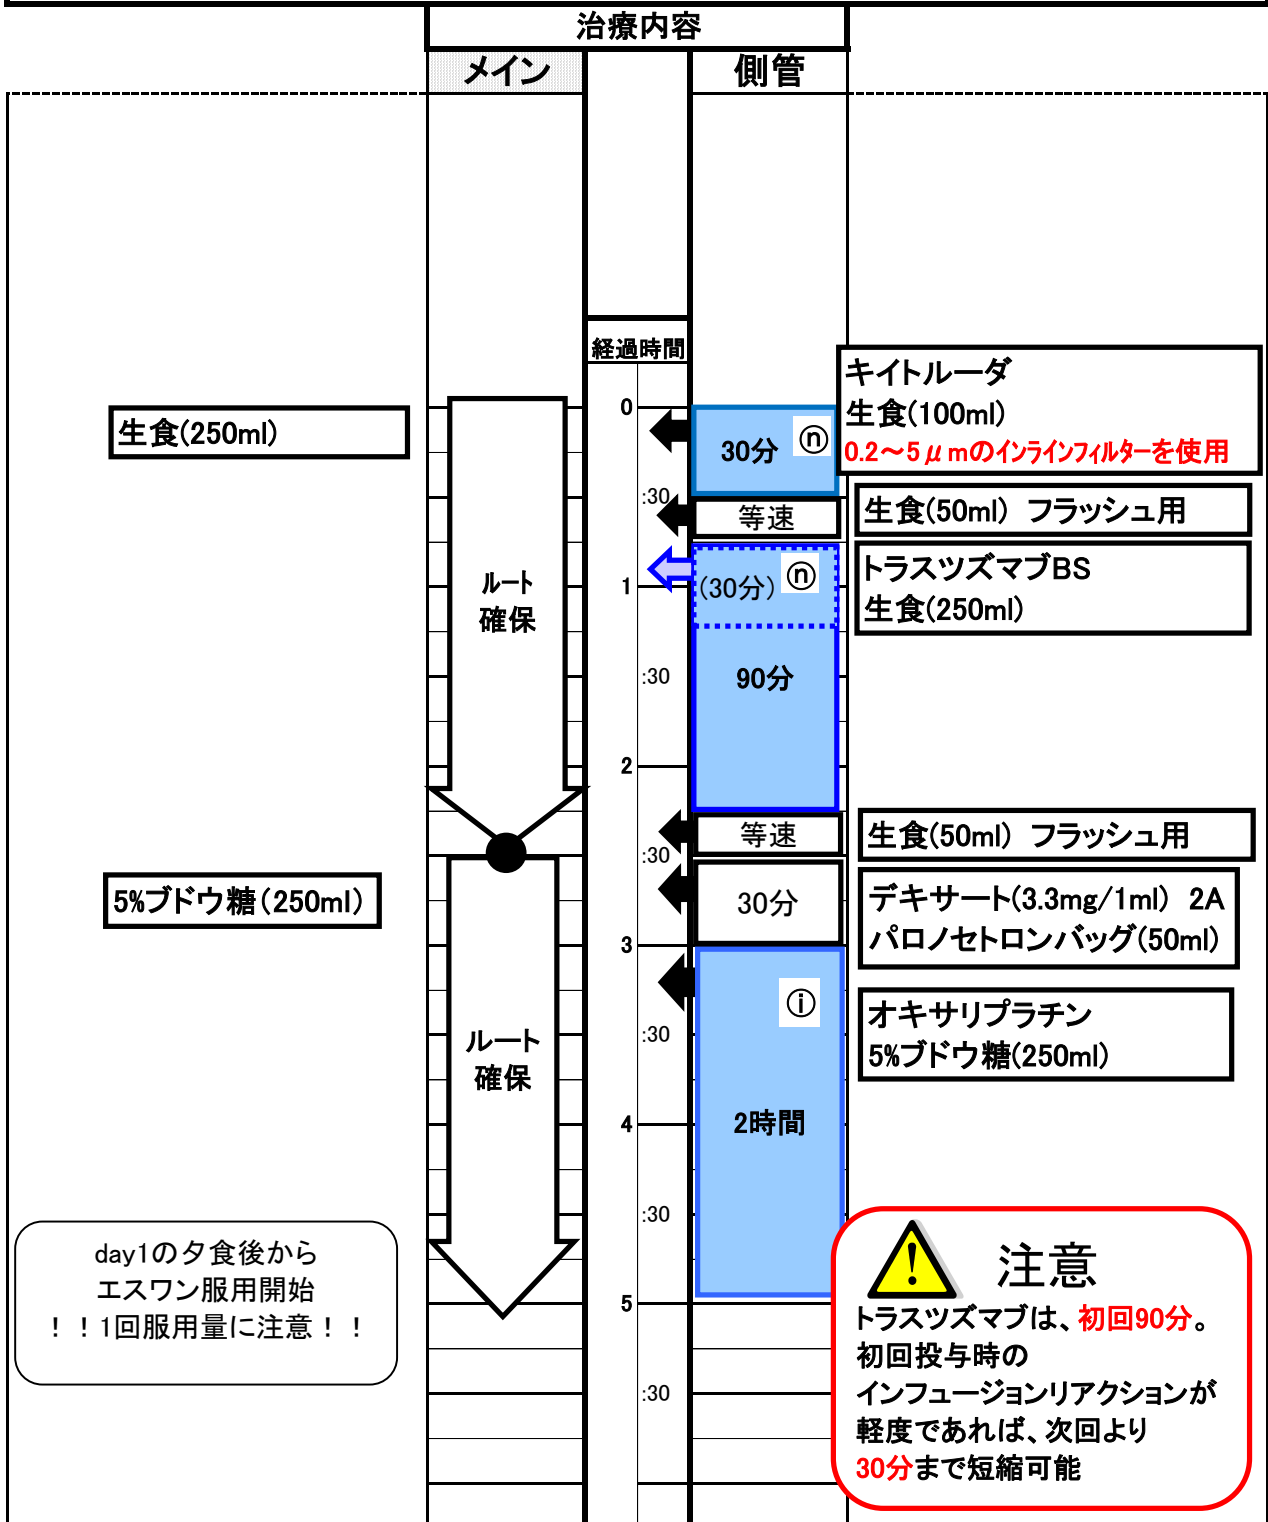 治療内容
メイン
側管
経過時間
0
:30
1
:30
2
:30
3
:30
4
:30
5
:30
生食(250ml)
ルート
確保
5%ブドウ糖(250ml)
ルート
確保
30分 ⓝ
キイトルーダ
生食(100ml)
0.2～5μmのインラインフィルターを使用
等速
生食(50ml) フラッシュ用
(30分) ⓝ
90分
トラスツズマブBS
生食(250ml)
等速
生食(50ml) フラッシュ用
30分
デキサート(3.3mg/1ml) 2A
パロノセトロンバッグ(50ml)
ⓘ
2時間
オキサリプラチン
5%ブドウ糖(250ml)
day1の夕食後から
エスワン服用開始
！！1回服用量に注意！！
! 注意
トラスツズマブは、初回90分。
初回投与時の
インフュージョンリアクションが
軽度であれば、次回より
30分まで短縮可能